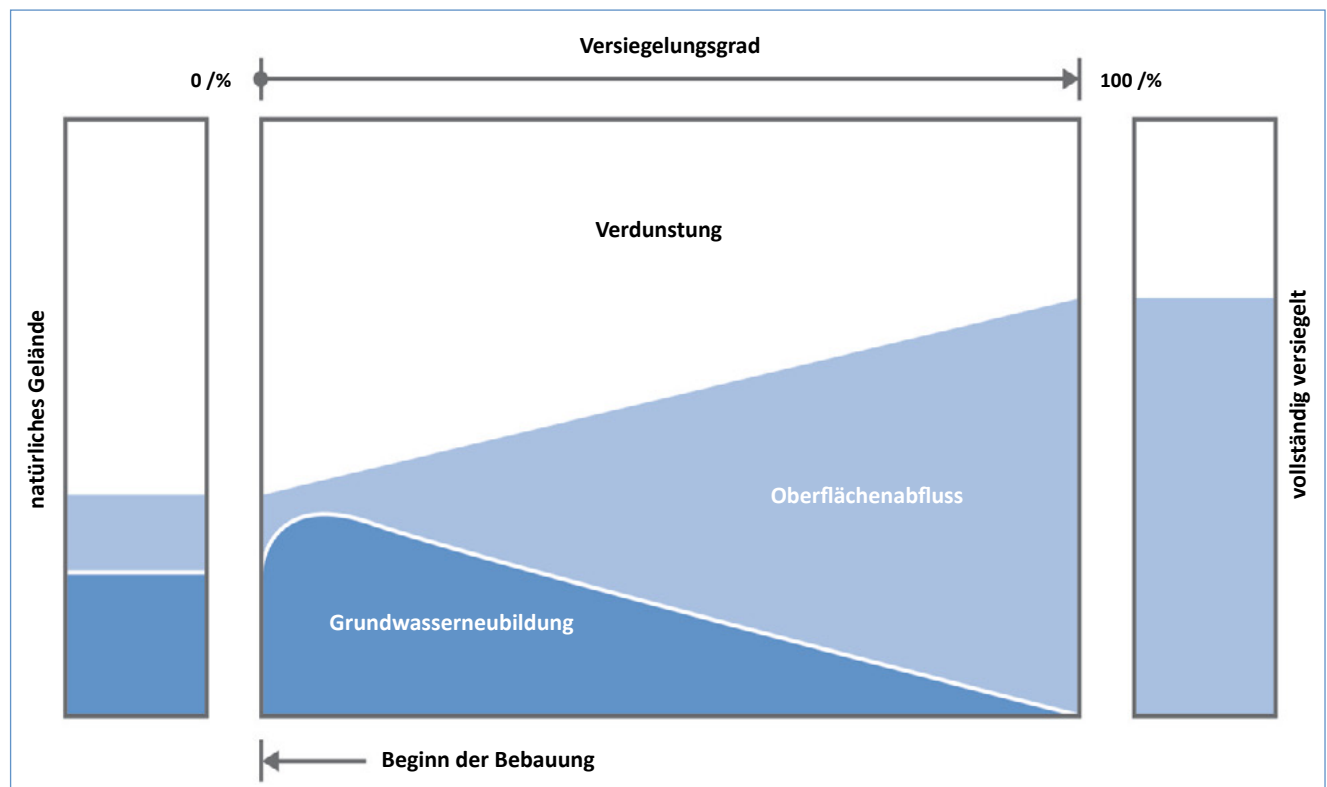 Versiegelungsgrad
0 /%
100 /%
Verdunstung
natürliches Gelände
vollständig versiegelt
Oberflächenabfluss
Grundwasserneubildung
Beginn der Bebauung